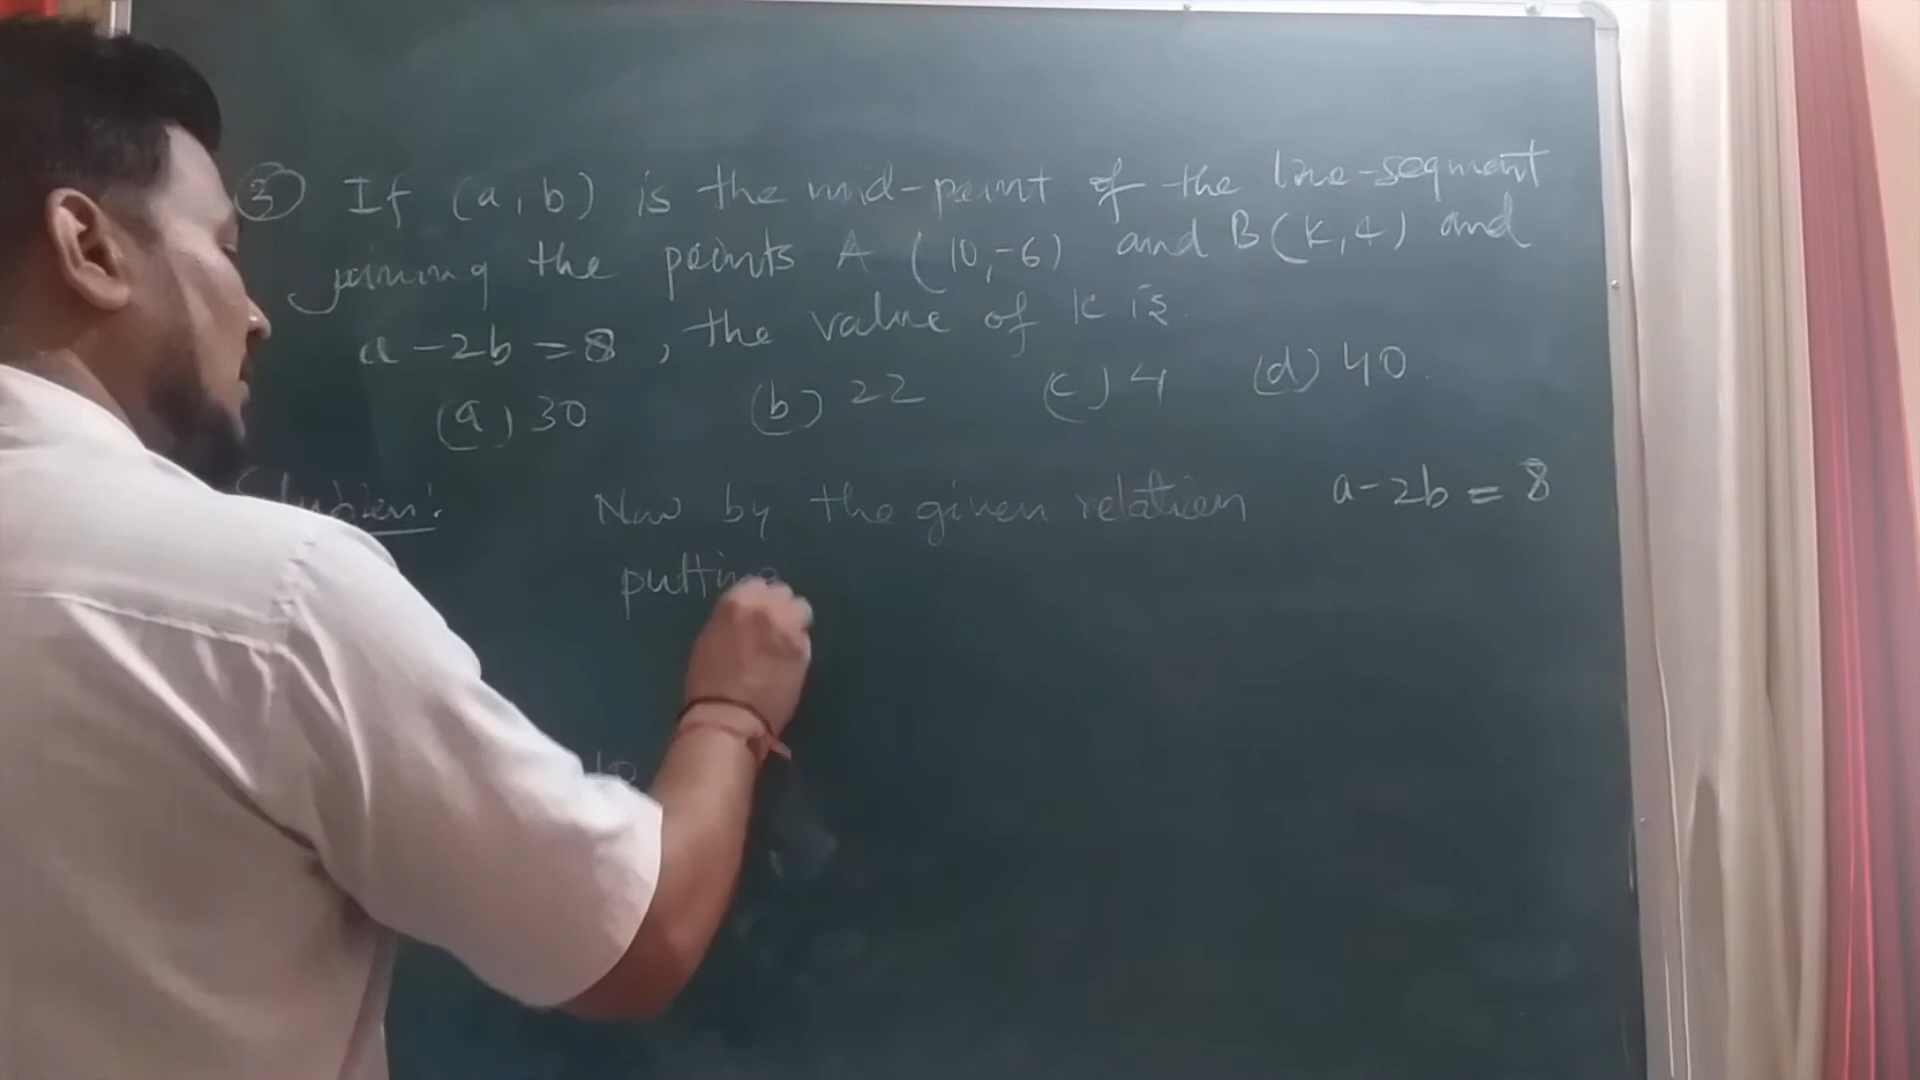 ③ If (a, b) is the mid-point of the line-segment
joining the points A (10, -6) and B (K, 4) and
a - 2b = 8, the value of k is.
(a) 30 (b) 22 (c) 4 (d) 40.
Now by the given relation a - 2b = 8
putting